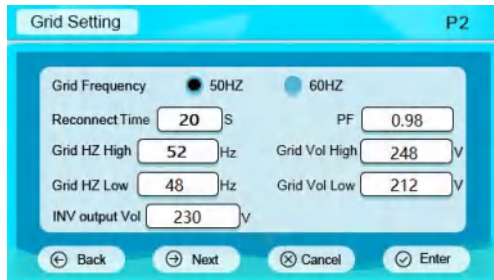 Grid Setting P2
Grid Frequency 50HZ 60HZ
Reconnect Time 20 S PF 0.98
Grid HZ High 52 Hz Grid Vol High 248 V
Grid HZ Low 48 Hz Grid Vol Low 212 V
INV output Vol 230 V
Back Next Cancel Enter